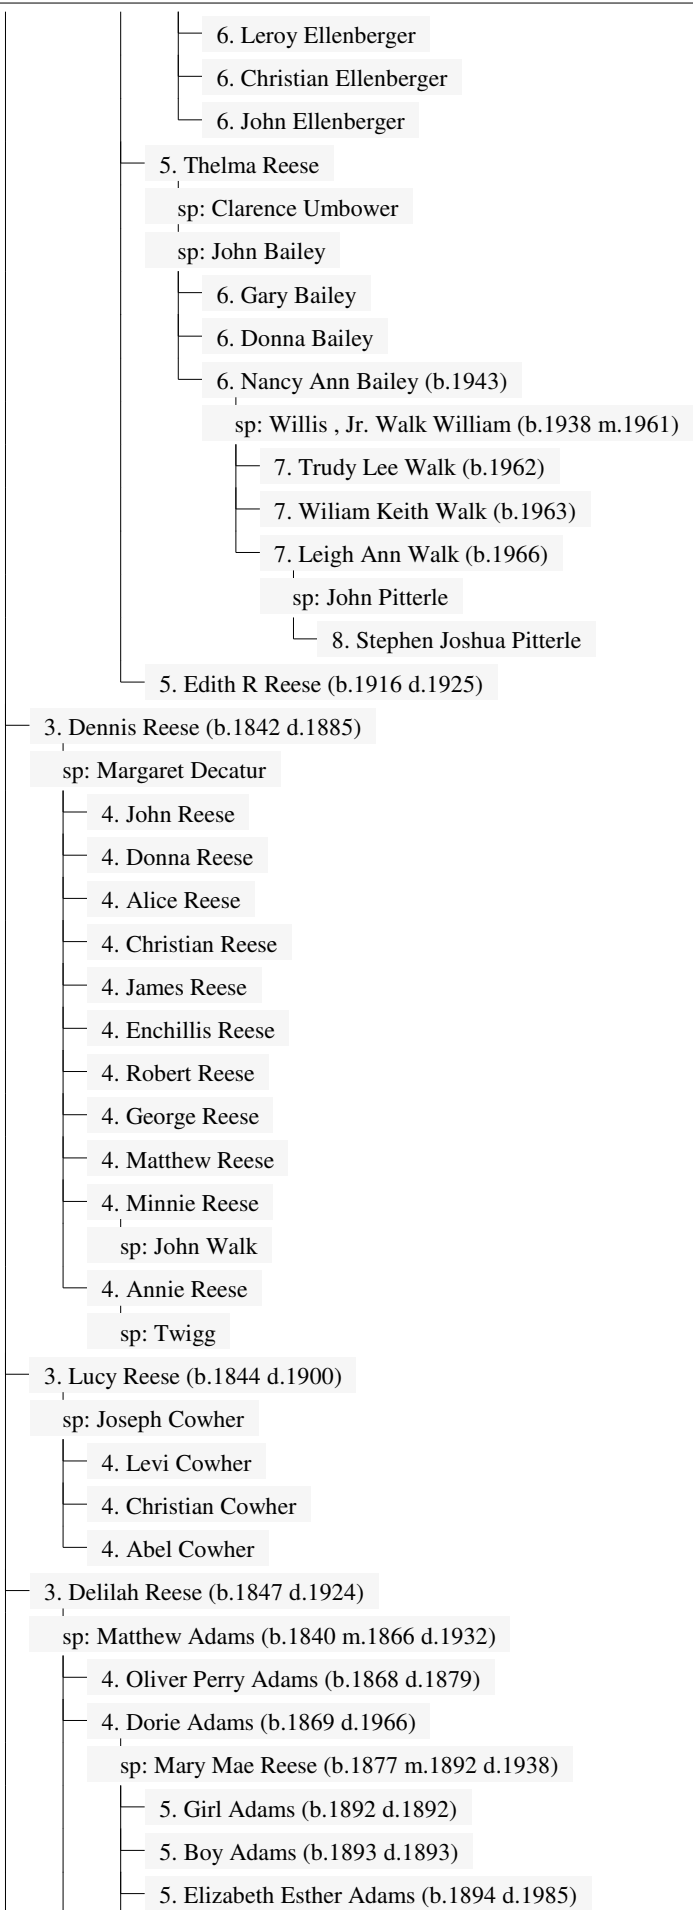 6. Leroy Ellenberger
6. Christian Ellenberger
6. John Ellenberger
5. Thelma Reese
sp: Clarence Umbower
sp: John Bailey
6. Gary Bailey
6. Donna Bailey
6. Nancy Ann Bailey (b.1943)
sp: Willis , Jr. Walk William (b.1938 m.1961)
7. Trudy Lee Walk (b.1962)
7. Wiliam Keith Walk (b.1963)
7. Leigh Ann Walk (b.1966)
sp: John Pitterle
8. Stephen Joshua Pitterle
5. Edith R Reese (b.1916 d.1925)
3. Dennis Reese (b.1842 d.1885)
sp: Margaret Decatur
4. John Reese
4. Donna Reese
4. Alice Reese
4. Christian Reese
4. James Reese
4. Enchillis Reese
4. Robert Reese
4. George Reese
4. Matthew Reese
4. Minnie Reese
sp: John Walk
4. Annie Reese
sp: Twigg
3. Lucy Reese (b.1844 d.1900)
sp: Joseph Cowher
4. Levi Cowher
4. Christian Cowher
4. Abel Cowher
3. Delilah Reese (b.1847 d.1924)
sp: Matthew Adams (b.1840 m.1866 d.1932)
4. Oliver Perry Adams (b.1868 d.1879)
4. Dorie Adams (b.1869 d.1966)
sp: Mary Mae Reese (b.1877 m.1892 d.1938)
5. Girl Adams (b.1892 d.1892)
5. Boy Adams (b.1893 d.1893)
5. Elizabeth Esther Adams (b.1894 d.1985)